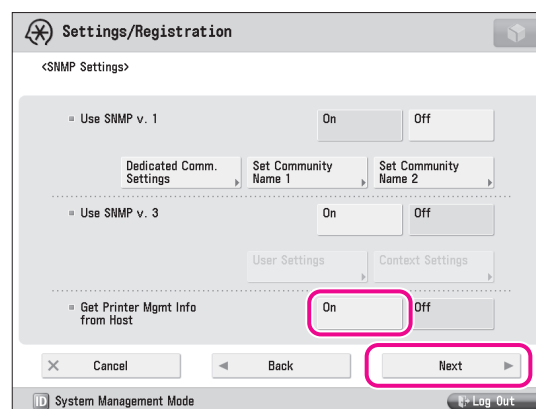 Settings/Registration
<SNMP Settings>
Use SNMP v. 1
On
Off
Dedicated Comm.
Settings
Set Community
Name 1
Set Community
Name 2
Use SNMP v. 3
On
Off
User Settings
Context Settings
Get Printer Mgmt Info
from Host
On
Off
Cancel
Back
Next
ID System Management Mode
Log Out